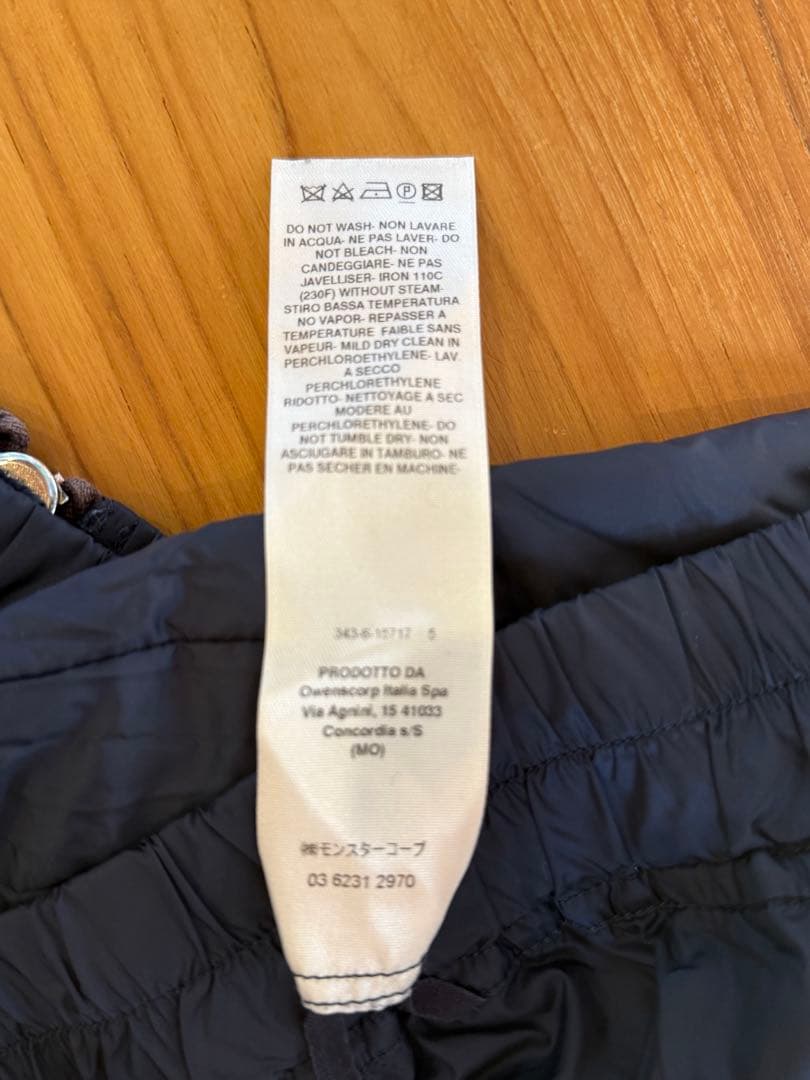 P
DO NOT WASH- NON LAVARE
IN ACQUA- NE PAS LAVER- DO
NOT BLEACH- NON
CANDEGGIARE- NE PAS
JAVELLISER- IRON 110C
(230F) WITHOUT STEAM-
STIRO BASSA TEMPERATURA
NO VAPOR- REPASSER A
TEMPERATURE FAIBLE SANS
VAPEUR- MILD DRY CLEAN IN
PERCHLOROETHYLENE- LAV.
A SECCO
PERCHLORETHYLENE
RIDOTTO- NETTOYAGE A SEC
MODERE AU
PERCHLORETHYLENE- DO
NOT TUMBLE DRY- NON
ASCIUGARE IN TAMBURO- NE
PAS SECHER EN MACHINE-
343-6-15717 5
PRODOTTO DA
Owenscorp Italia Spa
Via Agnini, 15 41033
Concordia s/S
(MO)
㈱モンスターコープ
03 6231 2970